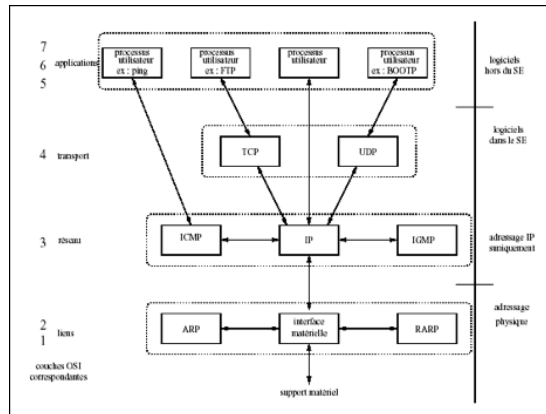 7
6
5
applications
processus
utilisateur
ex : ping
processus
utilisateur
ex : FTP
processus
utilisateur
processus
utilisateur
ex : BOOTP
logiciels
hors du SE
4
transport
TCP
UDP
logiciels
dans le SE
3
réseau
ICMP
IP
IGMP
adressage IP
uniquement
2
1
liens
ARP
interface
matérielle
RARP
adressage
physique
couches OSI
correspondantes
support matériel